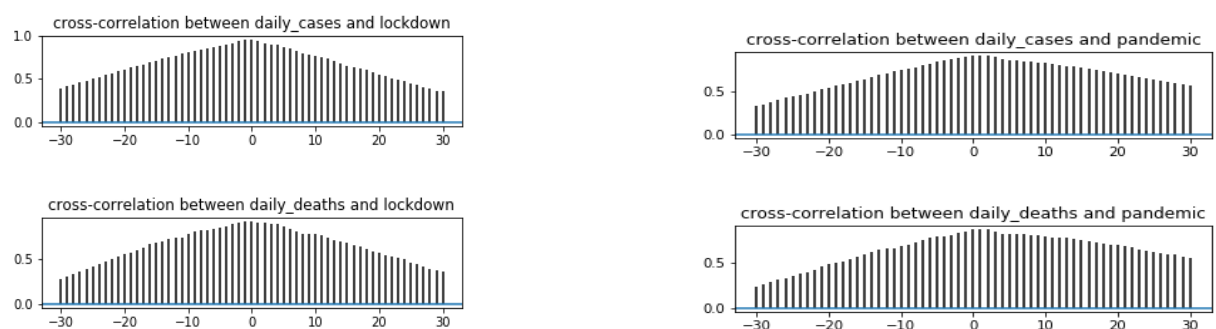 cross-correlation between daily_cases and lockdown
1.0
0.5
0.0
−30 −20 −10 0 10 20 30
cross-correlation between daily_cases and pandemic
0.5
0.0
−30 −20 −10 0 10 20 30
cross-correlation between daily_deaths and lockdown
0.5
0.0
−30 −20 −10 0 10 20 30
cross-correlation between daily_deaths and pandemic
0.5
0.0
−30 −20 −10 0 10 20 30